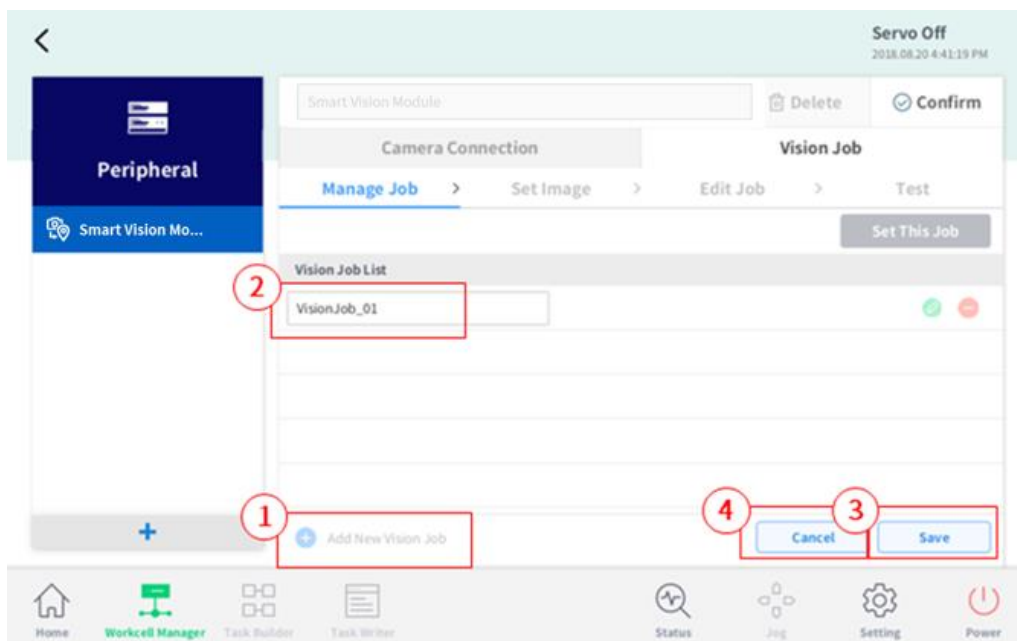 Servo Off
2018.08.20 4:41:19 PM
Peripheral
Smart Vision Mo...
Smart Vision Module
Delete
Confirm
Camera Connection
Vision Job
Manage Job > Set Image > Edit Job > Test
Set This Job
Vision Job List
2
VisionJob_01
1
Add New Vision Job
4
Cancel
3
Save
+
Home
Workcell Manager
Task Builder
Task Writer
Status
Jog
Setting
Power